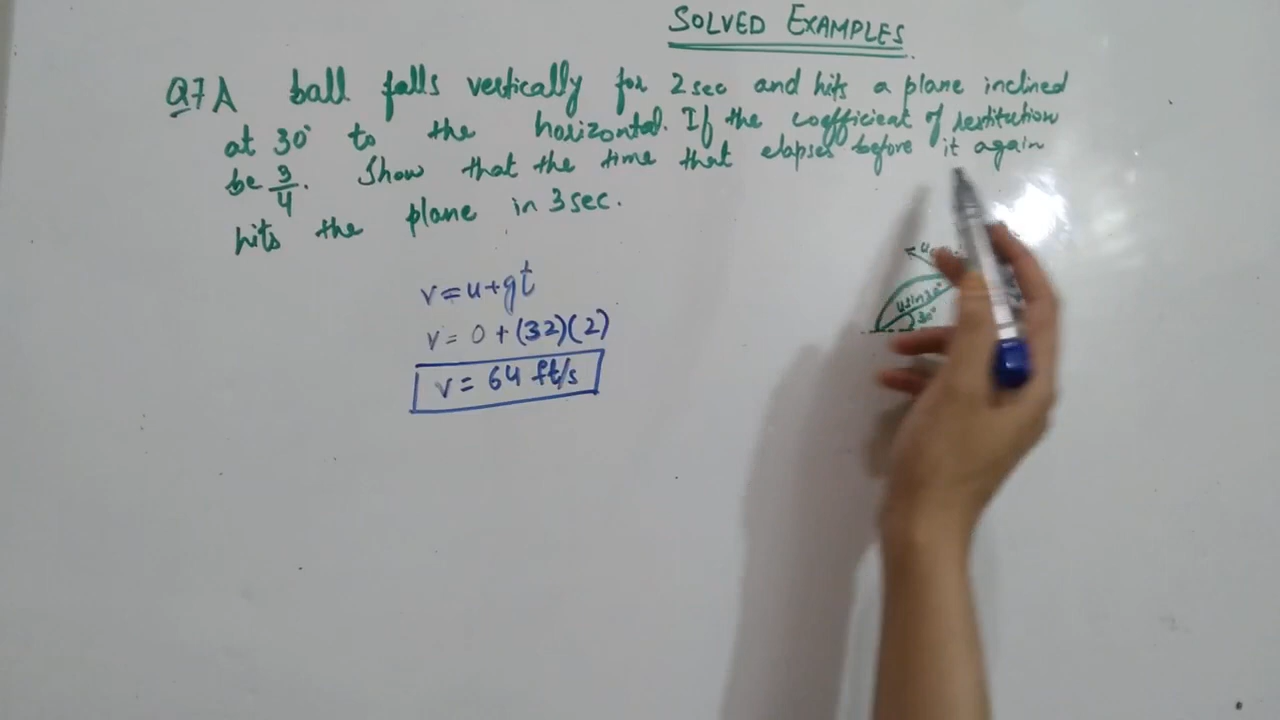 SOLVED EXAMPLES
Q7 A ball falls vertically for 2 sec and hits a plane inclined
at 30° to the horizontal. If the coefficient of restitution
be 3/4. Show that the time that elapses before it again
hits the plane in 3 sec.
v = u + gt
v = 0 + (32)(2)
v = 64 ft/s
u
u sin 30°
30°